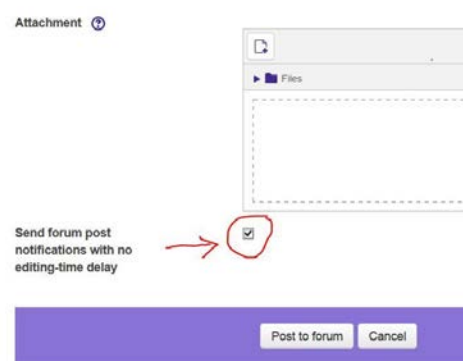 Attachment
Files
Send forum post
notifications with no
editing-time delay
Post to forum Cancel